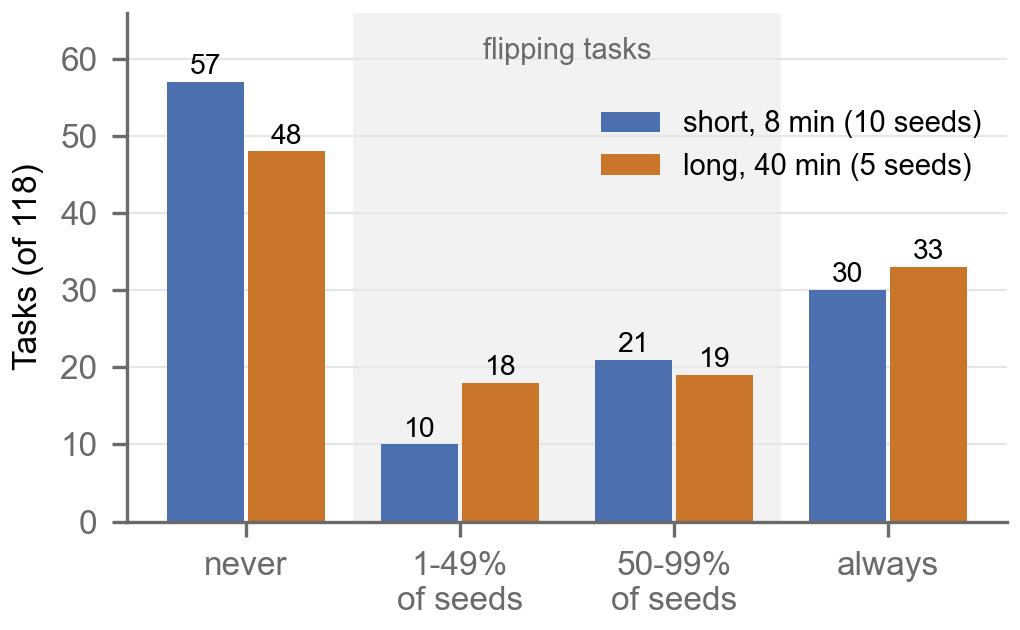 flipping tasks
short, 8 min (10 seeds)
long, 40 min (5 seeds)
Tasks (of 118)
60
50
40
30
20
10
0
57
48
10
18
21
19
30
33
never
1-49%
of seeds
50-99%
of seeds
always